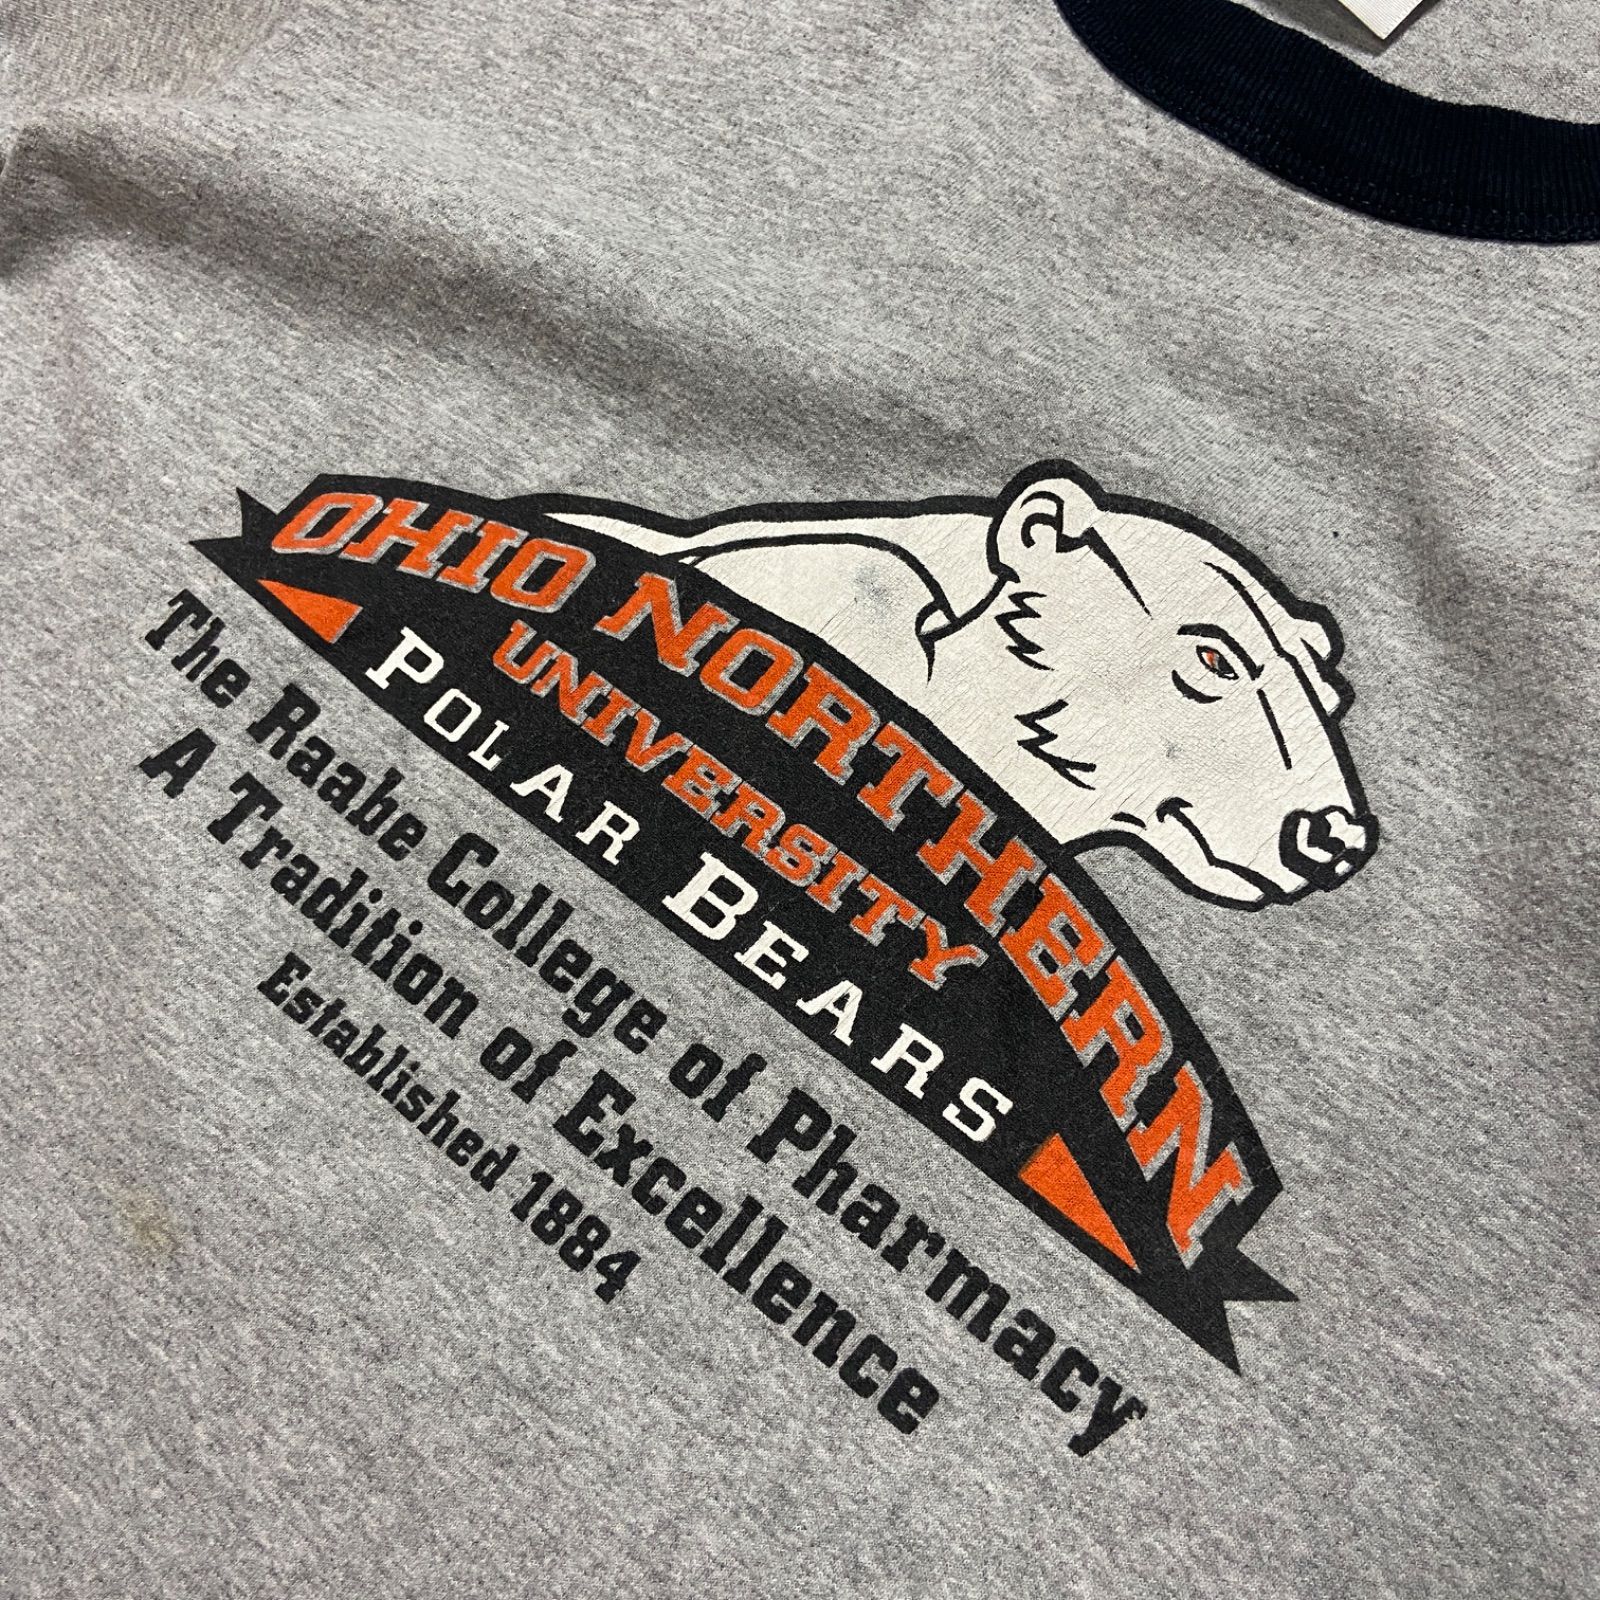 OHIO NORTHERN
UNIVERSITY
POLAR BEARS
The Raabe College of Pharmacy
A Tradition of Excellence
Established 1884